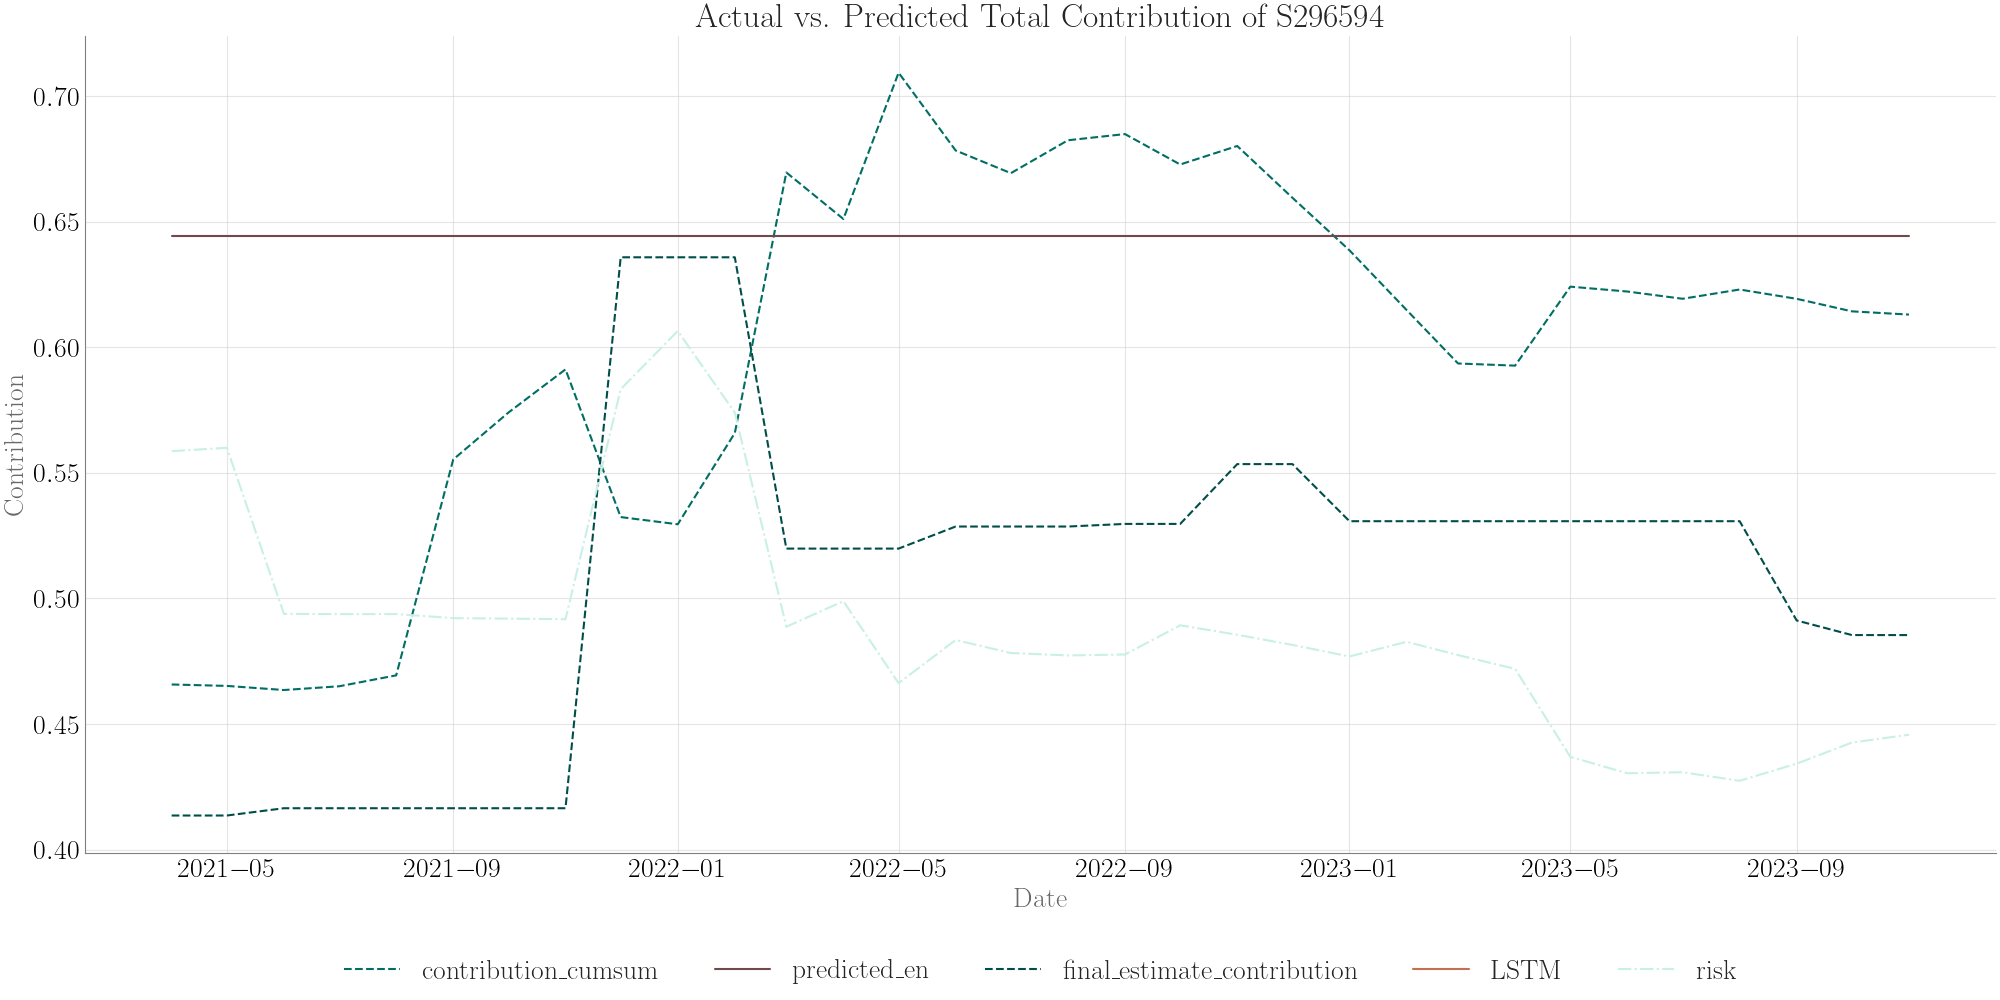 Actual vs. Predicted Total Contribution of S296594
0.70
0.65
0.60
0.55
0.50
0.45
0.40
Contribution
2021−05 2021−09 2022−01 2022−05 2022−09 2023−01 2023−05 2023−09
Date
contribution_cumsum predicted_en final_estimate_contribution LSTM risk